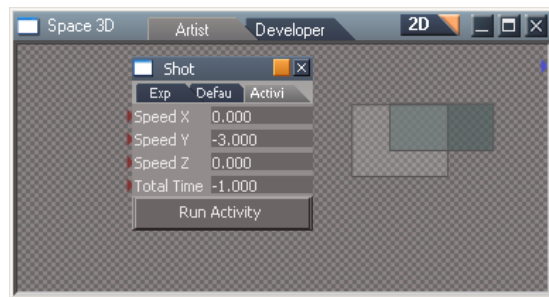 Space 3D Artist Developer 2D
Shot
Exp Defau Activi
Speed X 0.000
Speed Y -3.000
Speed Z 0.000
Total Time -1.000
Run Activity